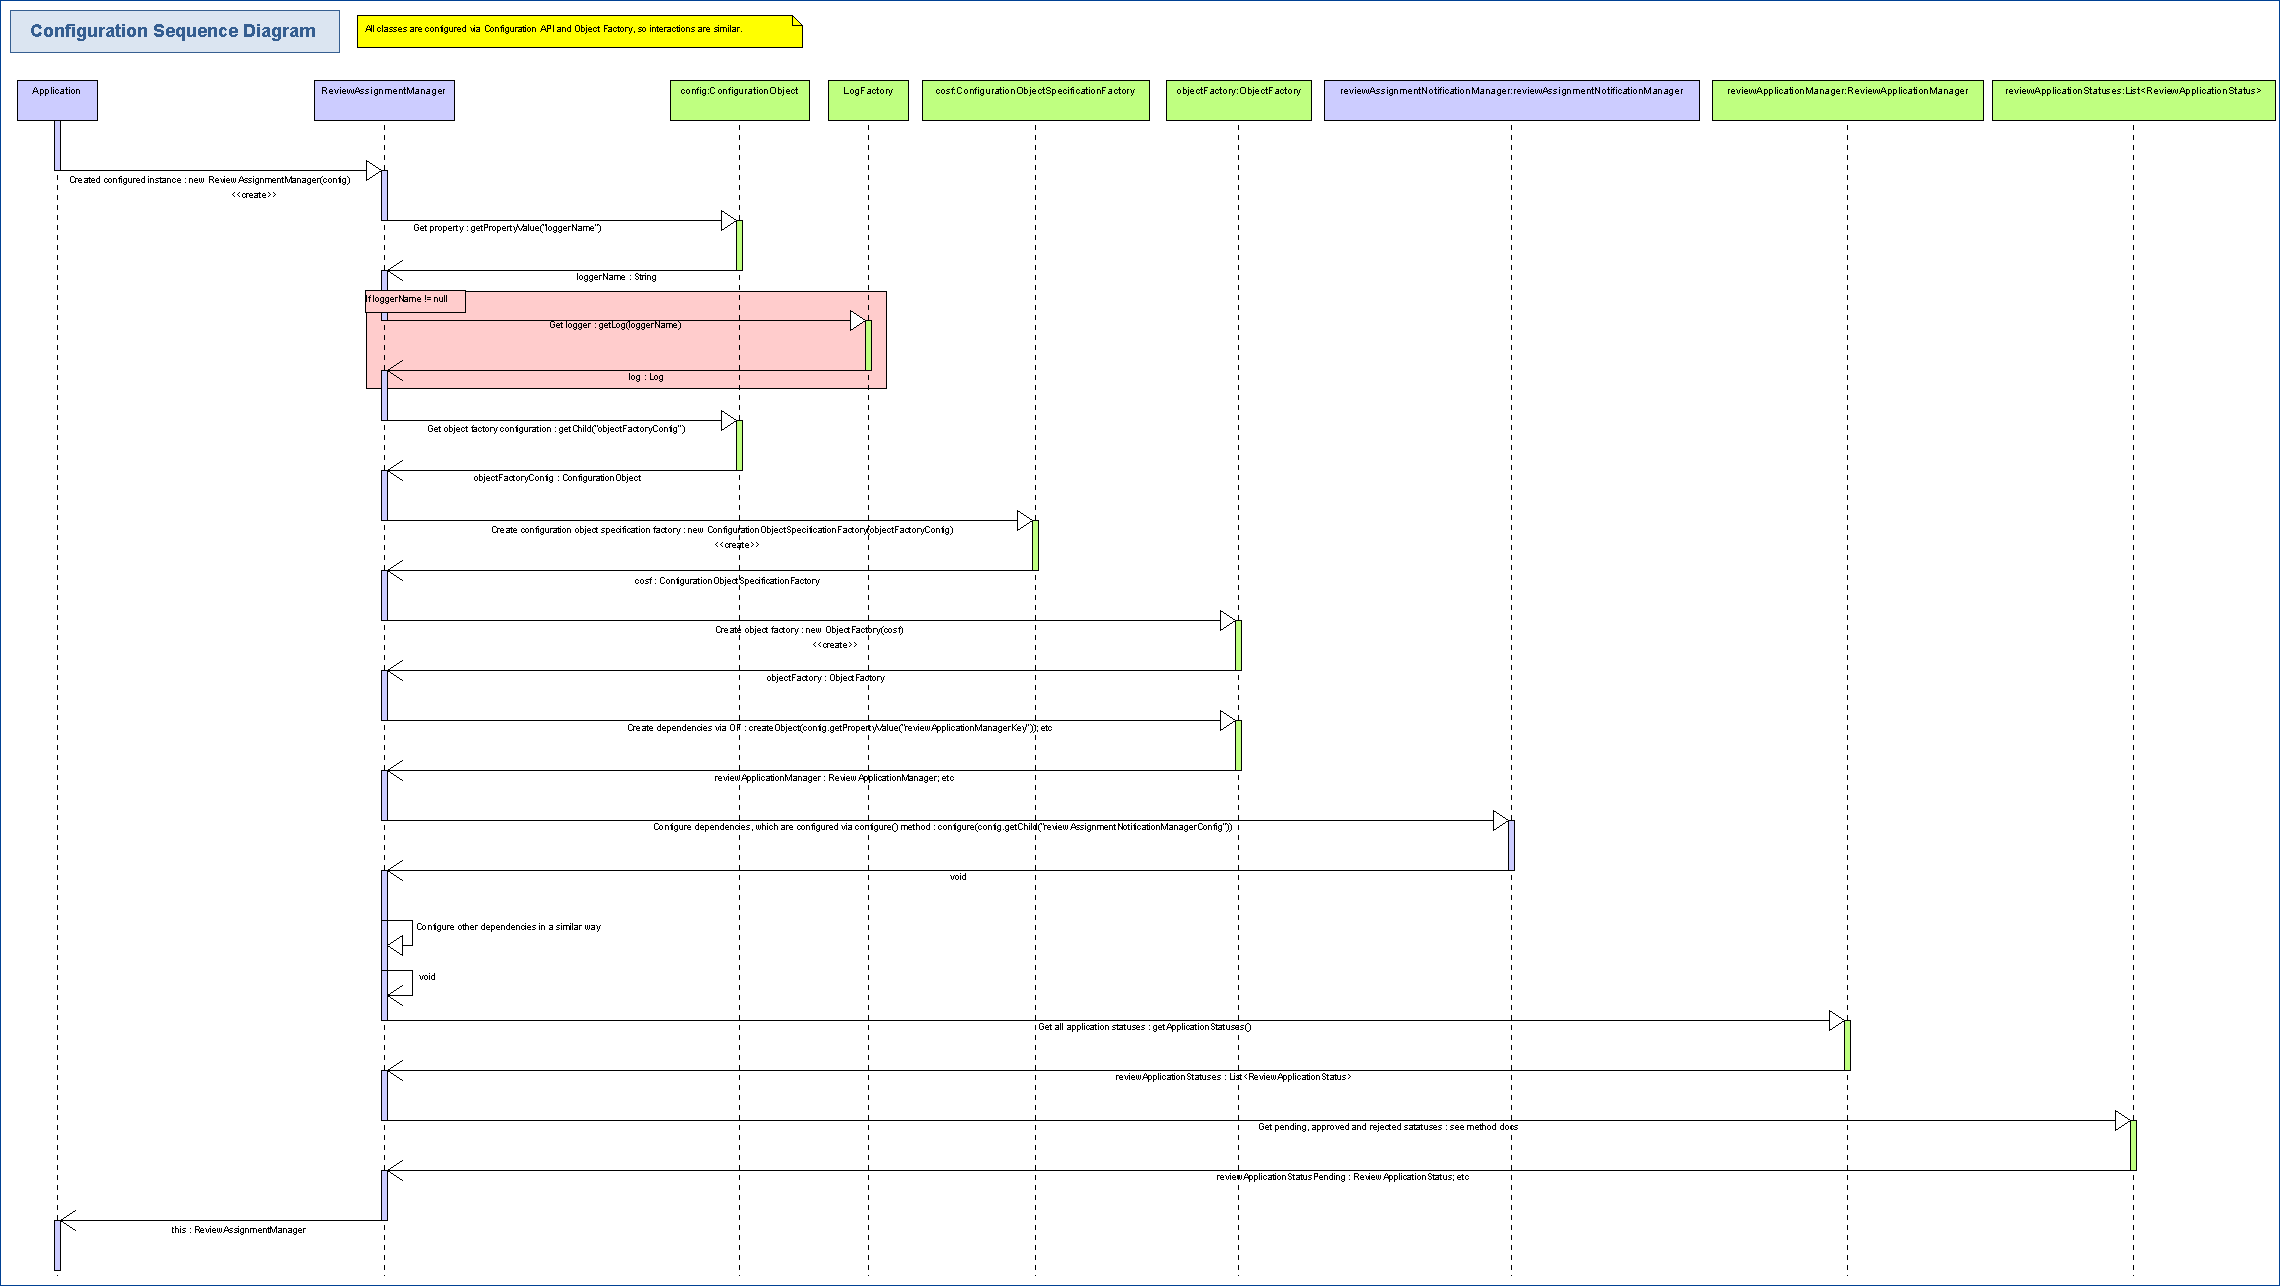 Configuration Sequence Diagram
All classes are configured via Configuration API and Object Factory, so interactions are similar.
Application
ReviewAssignmentManager
config:ConfigurationObject
LogFactory
cosf:ConfigurationObjectSpecificationFactory
objectFactory:ObjectFactory
reviewAssignmentNotificationManager:reviewAssignmentNotificationManager
reviewApplicationManager:ReviewApplicationManager
reviewApplicationStatuses:List<ReviewApplicationStatus>
Created configured instance : new ReviewAssignmentManager(config)
<<create>>
Get property : getPropertyValue("loggerName")
loggerName : String
If loggerName != null
Get logger : getLog(loggerName)
log : Log
Get object factory configuration : getChild("objectFactoryConfig")
objectFactoryConfig : ConfigurationObject
Create configuration object specification factory : new ConfigurationObjectSpecificationFactory(objectFactoryConfig)
<<create>>
cosf : ConfigurationObjectSpecificationFactory
Create object factory : new ObjectFactory(cosf)
<<create>>
objectFactory : ObjectFactory
Create dependencies via OF : createObject(config.getPropertyValue("reviewApplicationManagerKey")); etc
reviewApplicationManager : ReviewApplicationManager; etc
Configure dependencies, which are configured via configure() method : configure(config.getChild("reviewAssignmentNotificationManagerConfig"))
void
Configure other dependencies in a similar way
void
Get all application statuses : getApplicationStatuses()
reviewApplicationStatuses : List<ReviewApplicationStatus>
Get pending, approved and rejected satatuses : see method docs
reviewApplicationStatusPending : ReviewApplicationStatus; etc
this : ReviewAssignmentManager